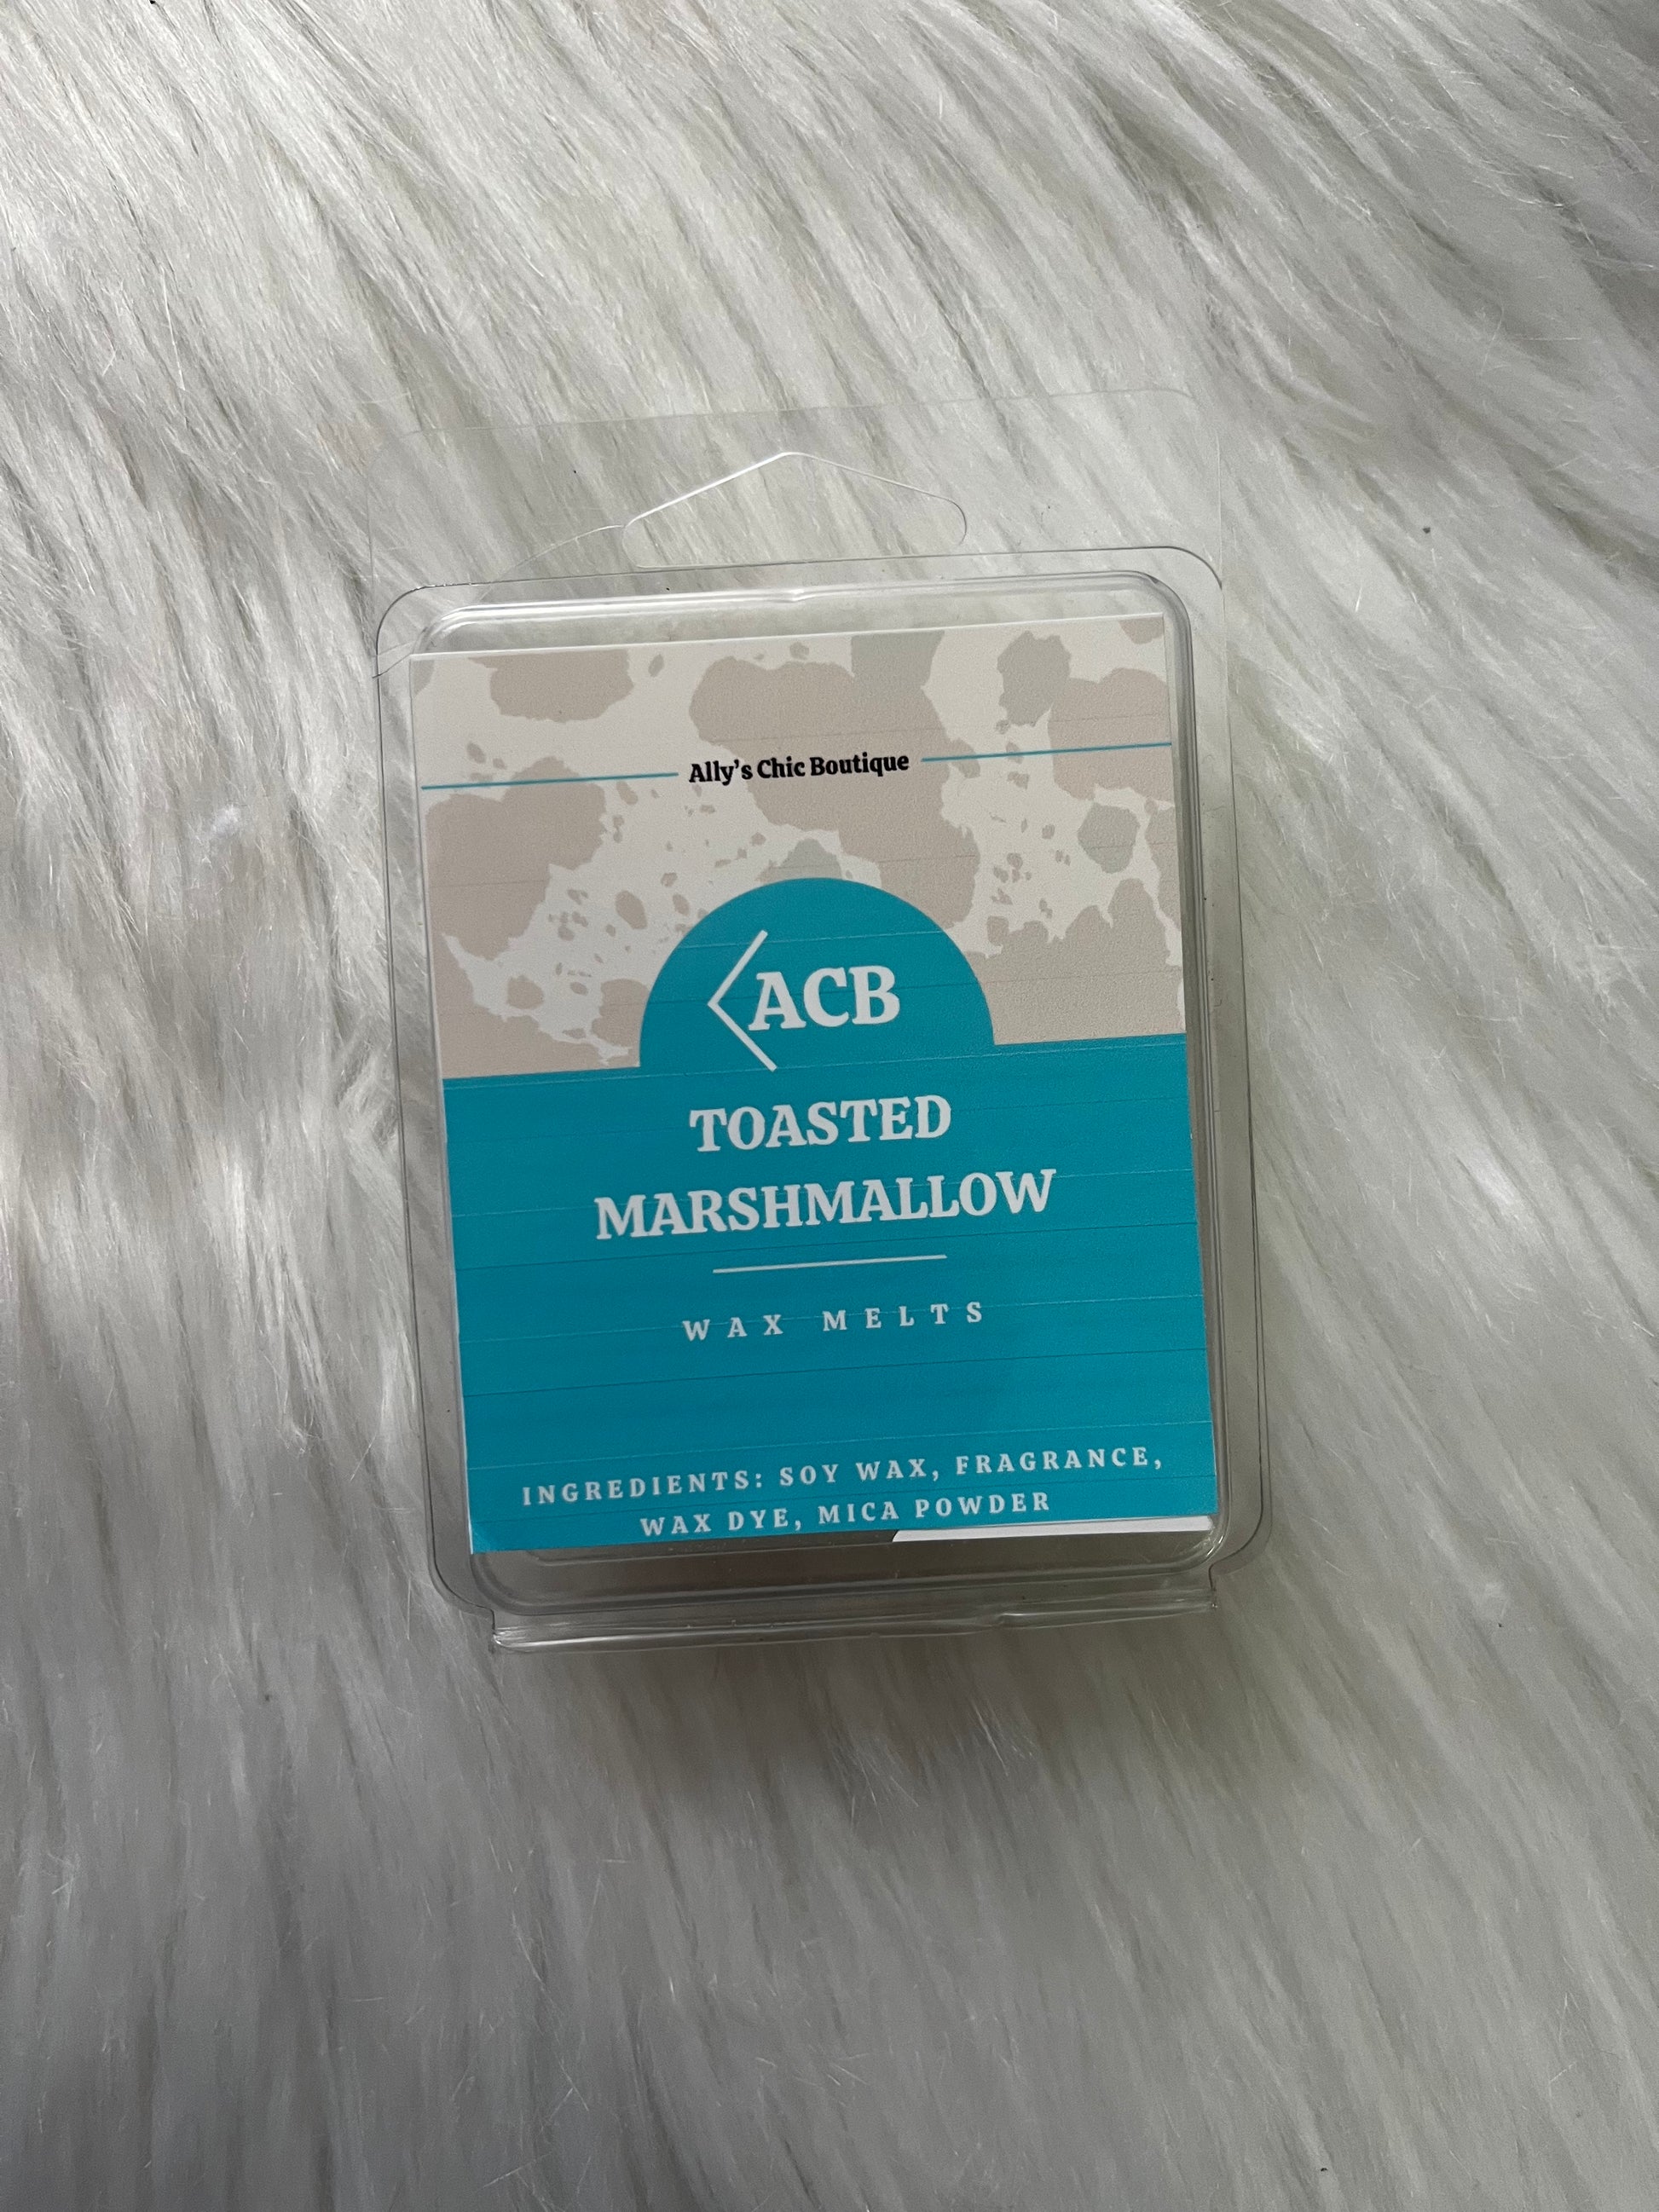 Ally's Chic Boutique
ACB
TOASTED
MARSHMALLOW
WAX MELTS
INGREDIENTS: SOY WAX, FRAGRANCE,
WAX DYE, MICA POWDER